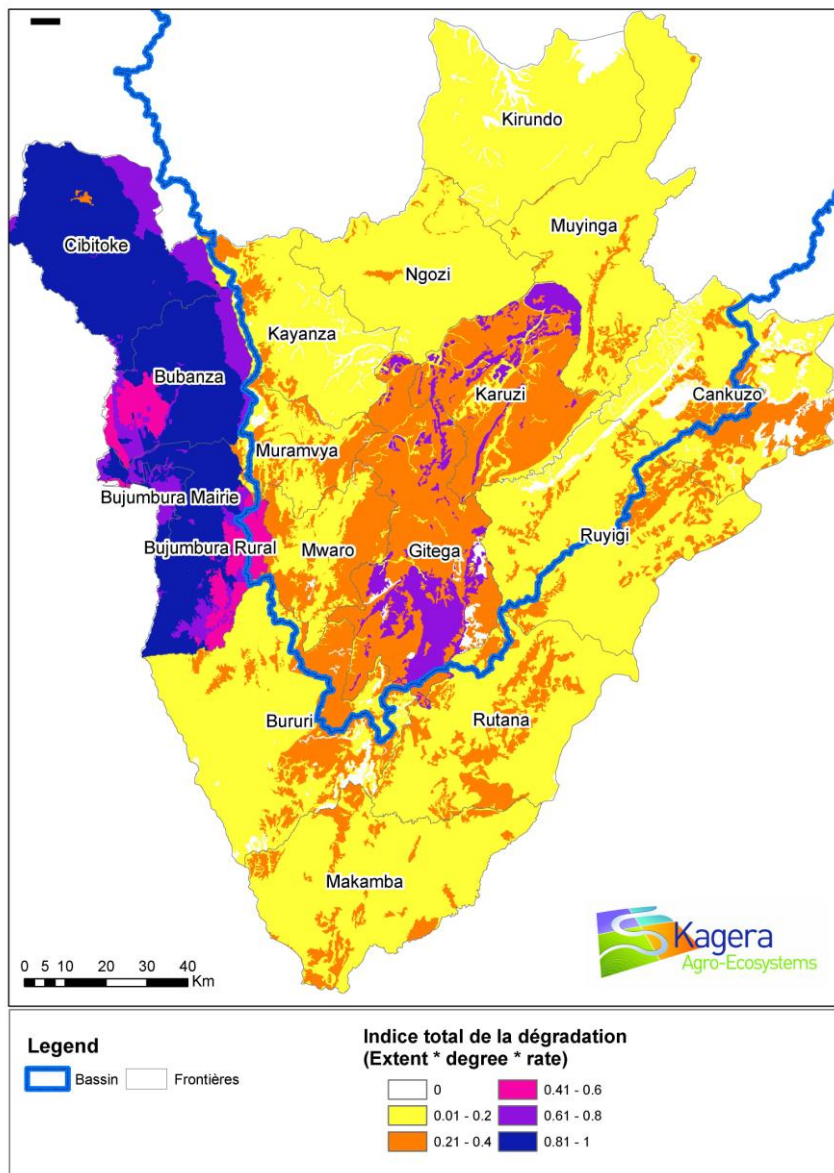 Kirundo
Muyinga
Cibitoke
Ngozi
Kayanza
Bubanza
Karuzi
Cankuzo
Muramvya
Bujumbura Mairie
Bujumbura Rural
Mwaro
Gitega
Ruyigi
Bururi
Rutana
Makamba
Kagera
Agro-Ecosystems
0 5 10 20 30 40
Km
Legend
Bassin
Frontières
Indice total de la dégradation
(Extent * degree * rate)
0
0.01 - 0.2
0.21 - 0.4
0.41 - 0.6
0.61 - 0.8
0.81 - 1